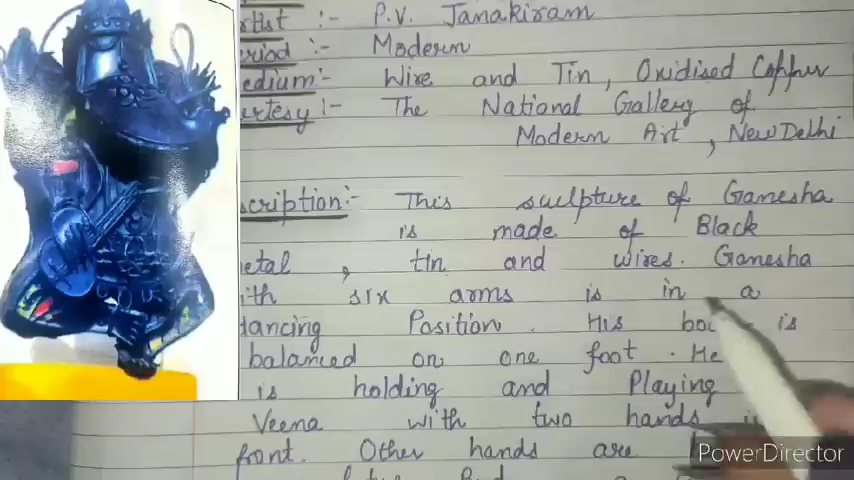 rtist :- P.V. Janakiram
eriod :- Modern
edium:- Wire and Tin, Oxidised Copper
urtesy :- The National Gallery of
Modern Art, New Delhi
scription:- This sculpture of Ganesha
is made of Black
etal, tin and wires. Ganesha
ith six arms is in a
dancing Position. His bo is
balanced on one foot. He
is holding and Playing
Veena with two hands i
front. Other hands are
PowerDirector